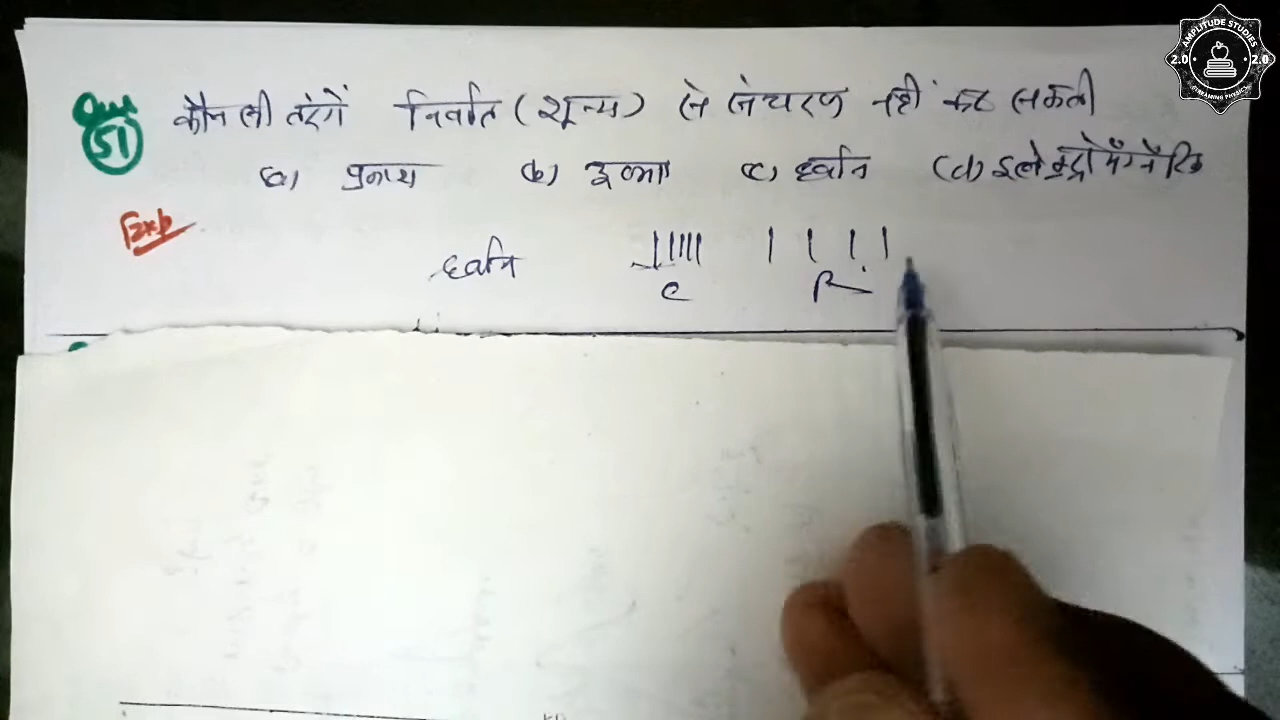 Que 51 कौन सी तरंगें निर्वात (शून्य) से संचरण नहीं कर सकती
(a) प्रकाश (b) ऊष्मा (c) ध्वनि (d) इलेक्ट्रोमैग्नेटिक
Exp
ध्वनि
C R
AMPLITUDE STUDIES
2.0 2.0